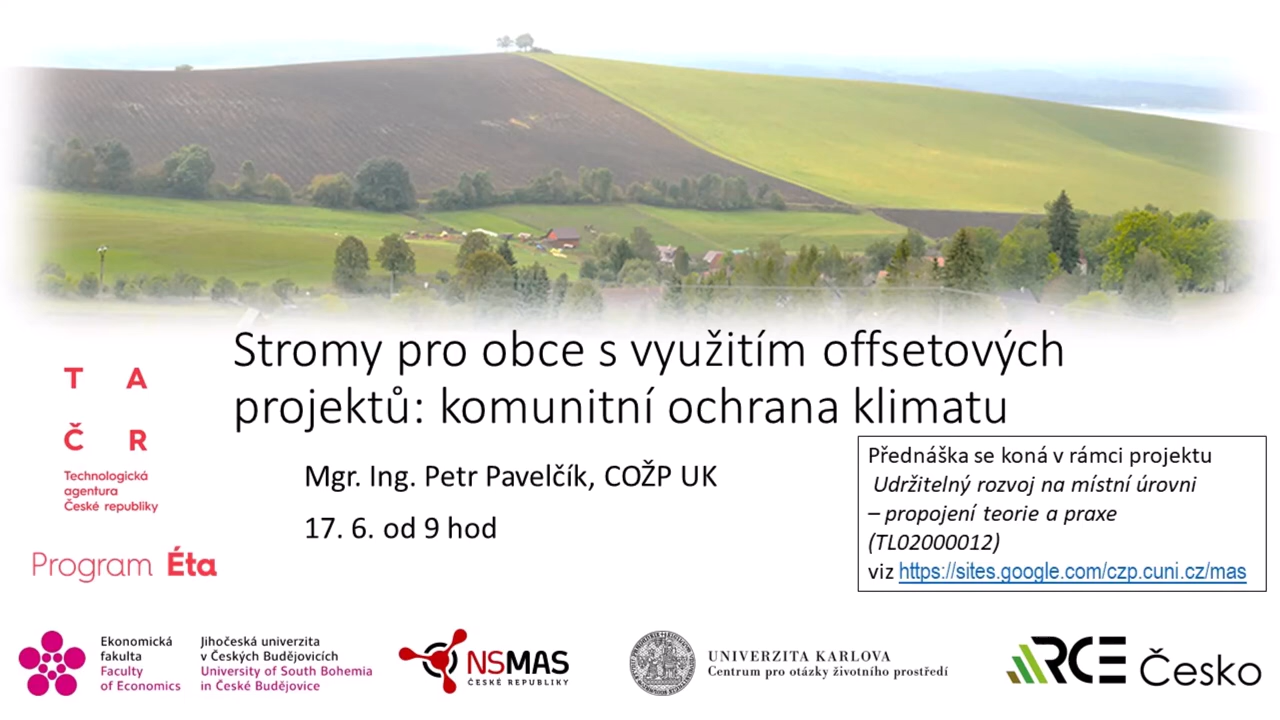 Stromy pro obce s využitím offsetových
projektů: komunitní ochrana klimatu
T A
Č R
Technologická
agentura
České republiky
Program Éta
Mgr. Ing. Petr Pavelčík, COŽP UK
17. 6. od 9 hod
Přednáška se koná v rámci projektu
Udržitelný rozvoj na místní úrovni
– propojení teorie a praxe
(TL02000012)
viz https://sites.google.com/czp.cuni.cz/mas
Ekonomická
fakulta
Faculty
of Economics
Jihočeská univerzita
v Českých Budějovicích
University of South Bohemia
in České Budějovice
NSMAS
ČESKÉ REPUBLIKY
UNIVERZITA KARLOVA
Centrum pro otázky životního prostředí
RCE Česko